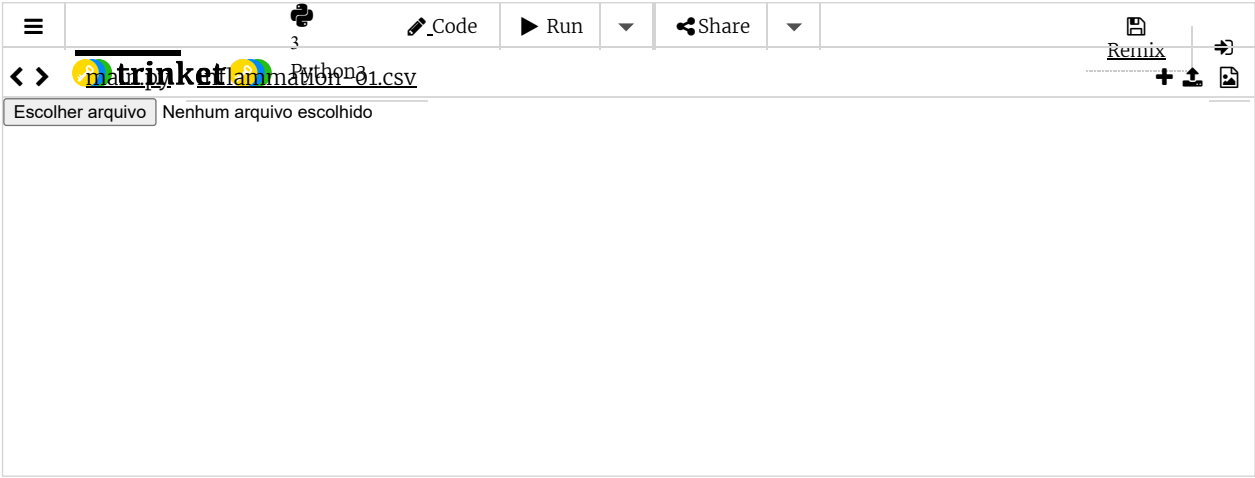 Code Run Share Remix
3
Python3
trinket
main.py inflammation-01.csv
Escolher arquivo Nenhum arquivo escolhido